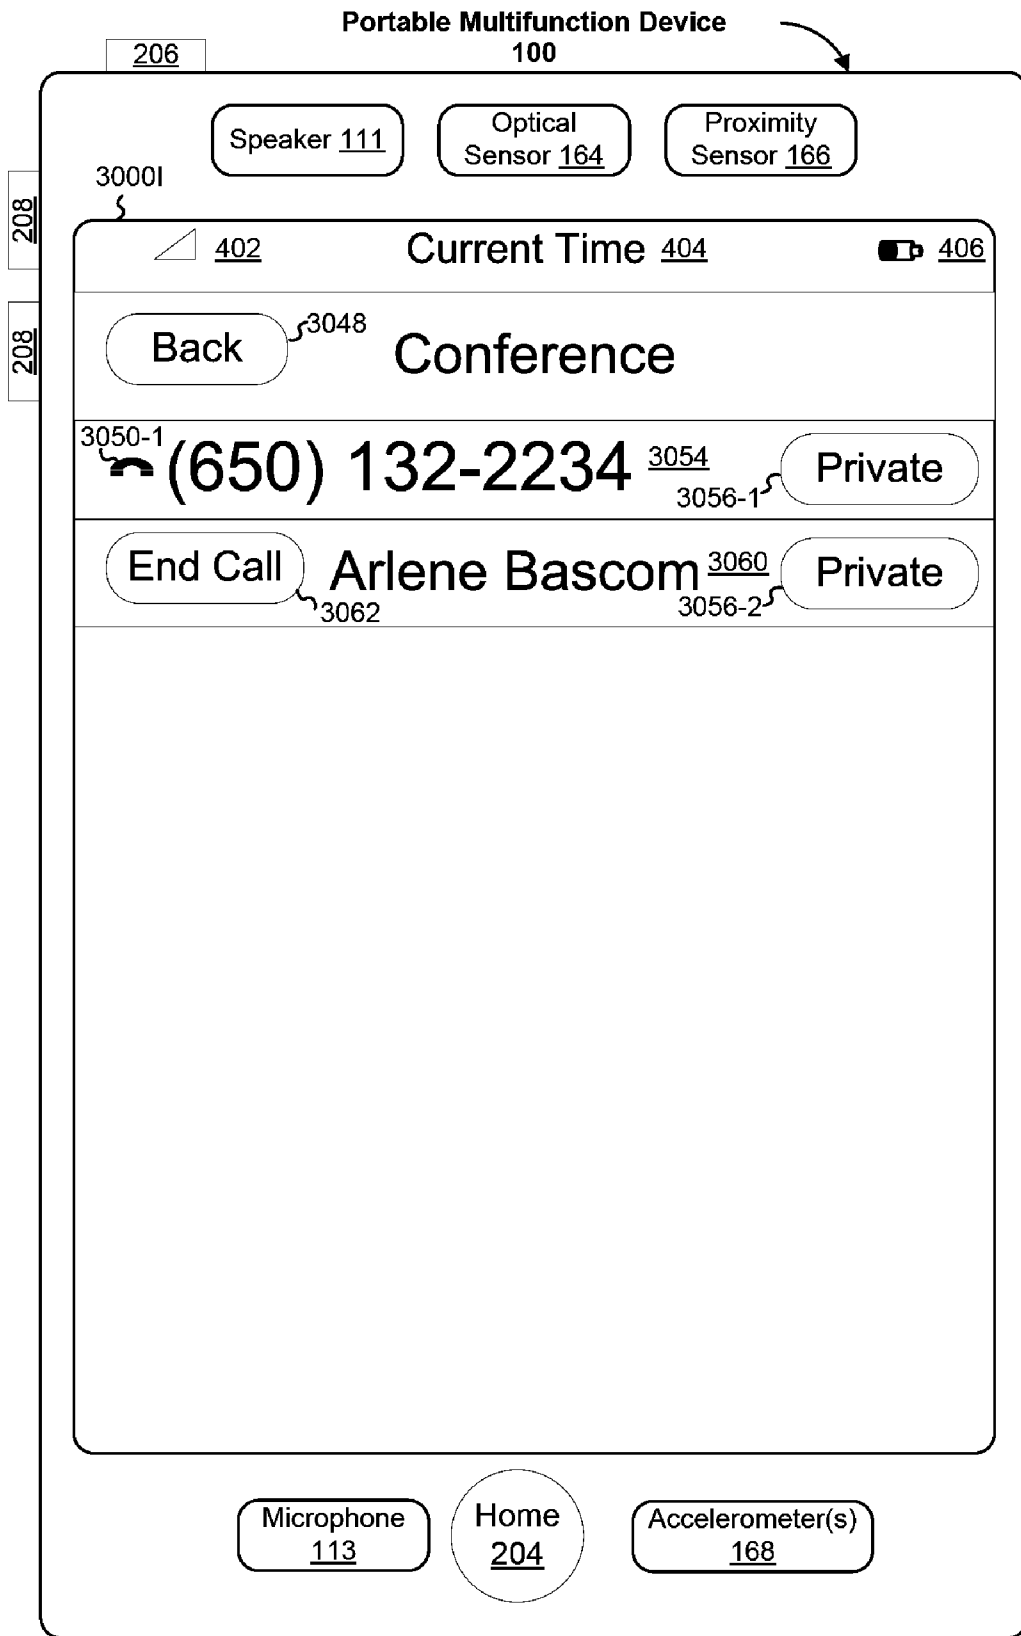 Portable Multifunction Device
100
206
Speaker 111
Optical
Sensor 164
Proximity
Sensor 166
3000I
208
402
Current Time 404
406
208
Back
3048
Conference
3050-1
(650) 132-2234
3054
3056-1
Private
End Call
3062
Arlene Bascom
3060
3056-2
Private
Microphone
113
Home
204
Accelerometer(s)
168